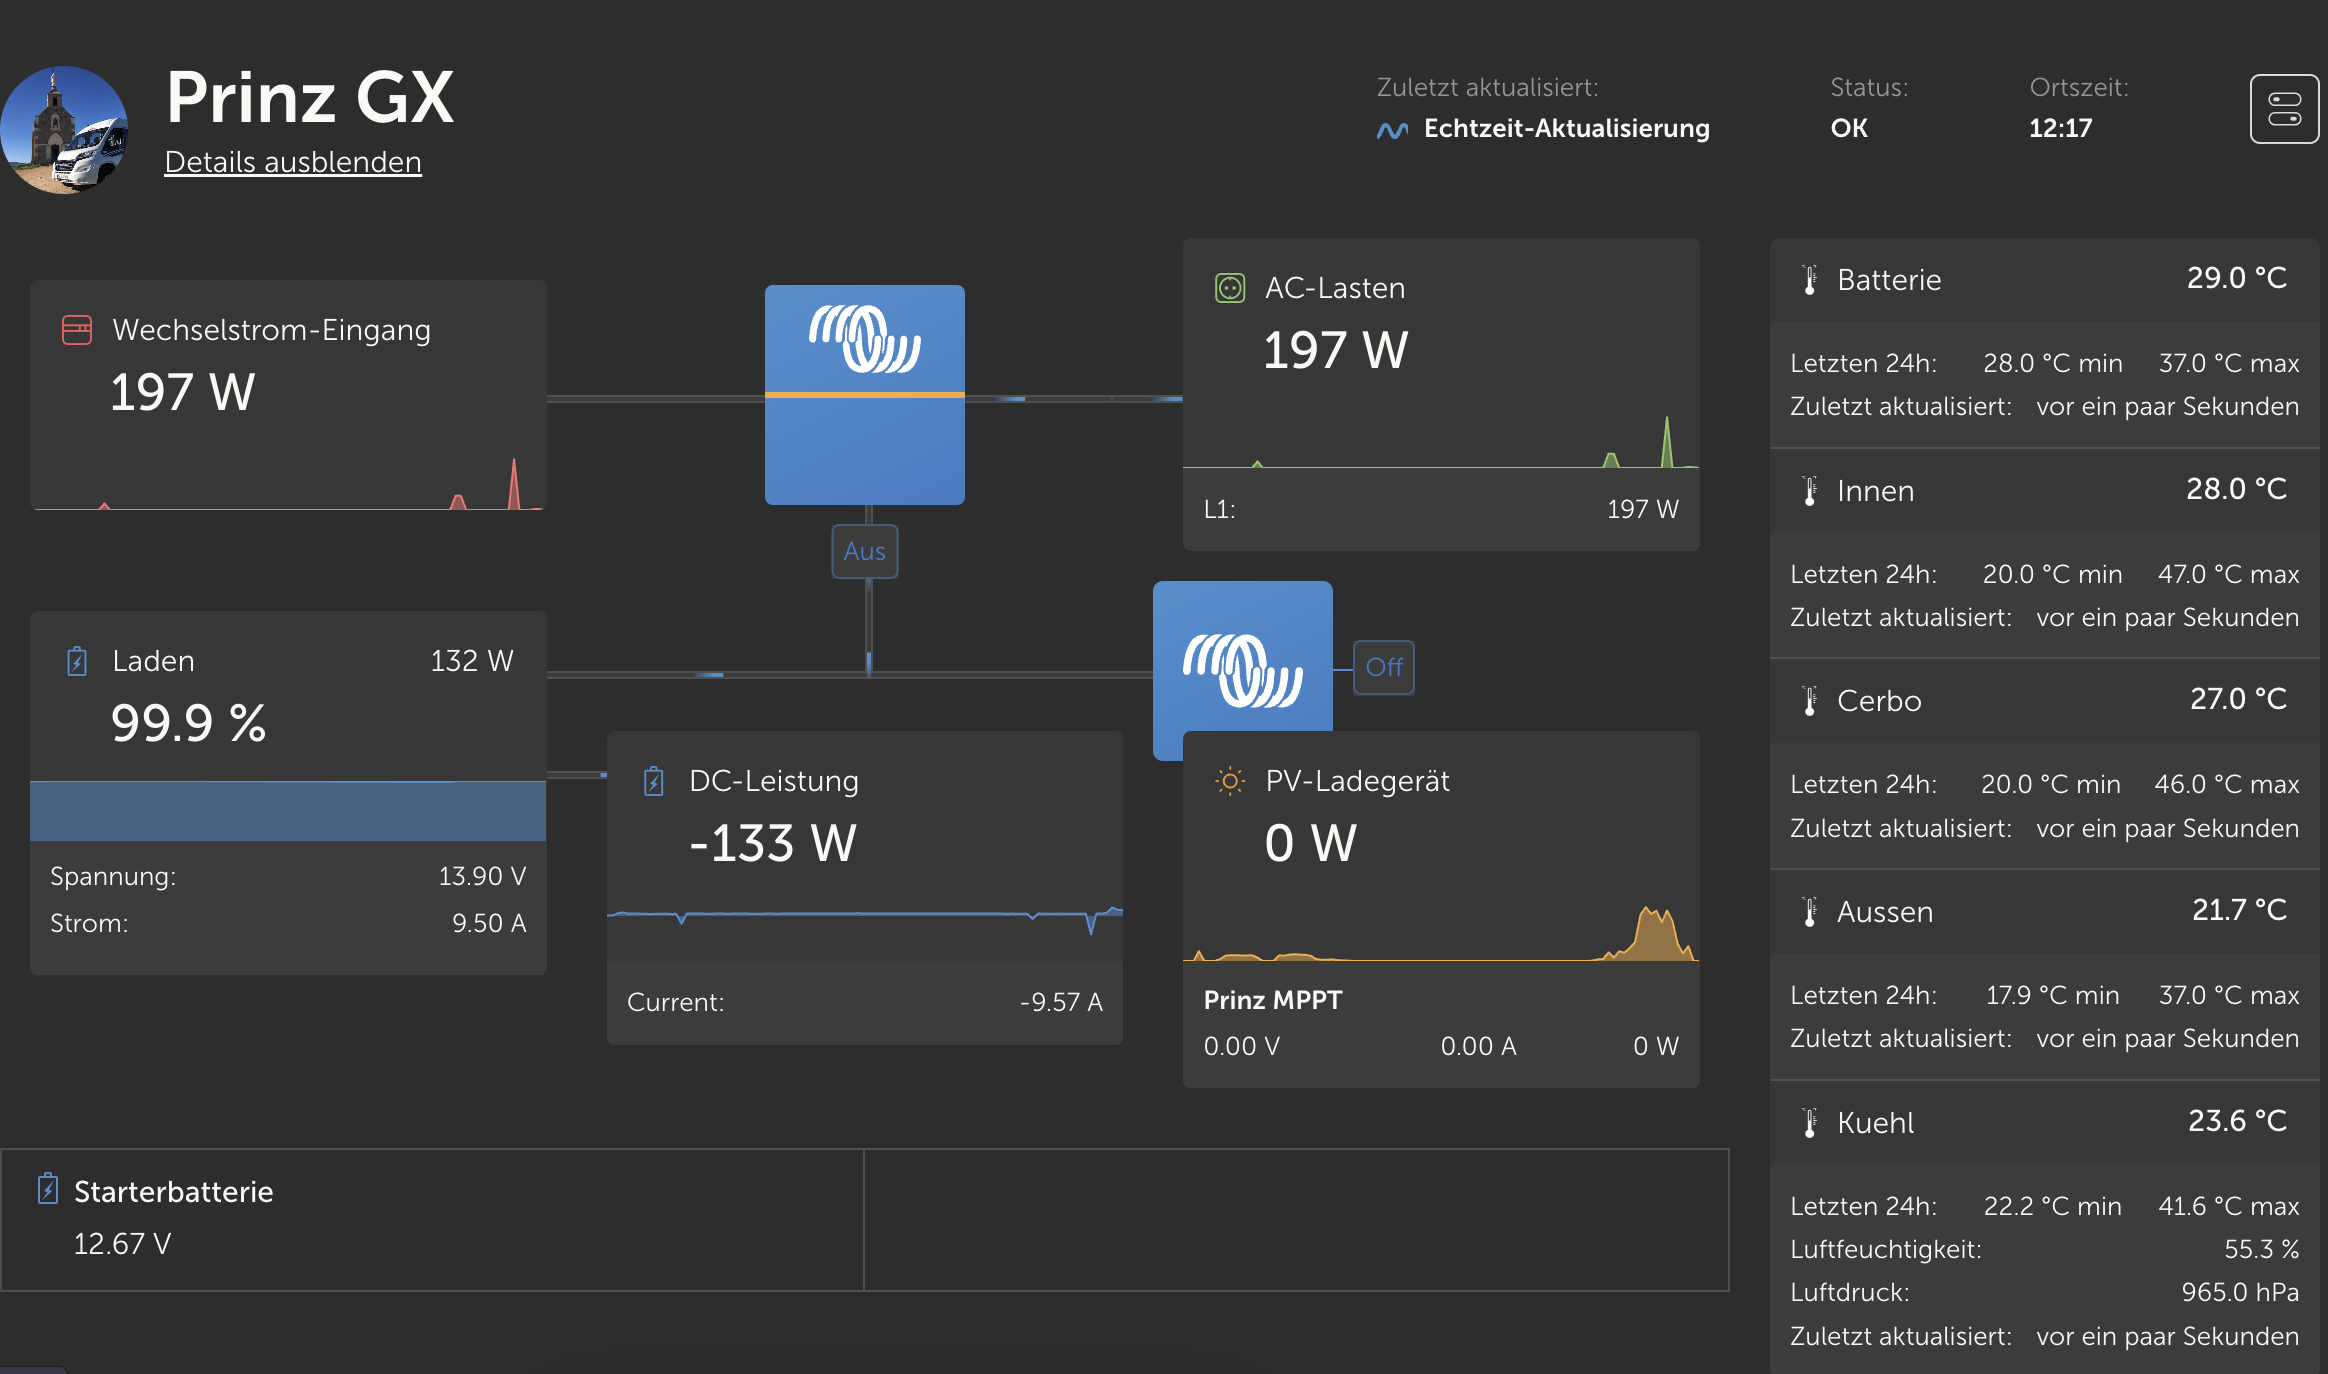 Prinz GX
Details ausblenden
Zuletzt aktualisiert:
Echtzeit-Aktualisierung
Status:
OK
Ortszeit:
12:17
Wechselstrom-Eingang
197 W
Aus
AC-Lasten
197 W
L1: 197 W
Laden 132 W
99.9 %
Spannung: 13.90 V
Strom: 9.50 A
Off
DC-Leistung
-133 W
Current: -9.57 A
PV-Ladegerät
0 W
Prinz MPPT
0.00 V 0.00 A 0 W
Starterbatterie
12.67 V
Batterie 29.0 °C
Letzten 24h: 28.0 °C min 37.0 °C max
Zuletzt aktualisiert: vor ein paar Sekunden
Innen 28.0 °C
Letzten 24h: 20.0 °C min 47.0 °C max
Zuletzt aktualisiert: vor ein paar Sekunden
Cerbo 27.0 °C
Letzten 24h: 20.0 °C min 46.0 °C max
Zuletzt aktualisiert: vor ein paar Sekunden
Aussen 21.7 °C
Letzten 24h: 17.9 °C min 37.0 °C max
Zuletzt aktualisiert: vor ein paar Sekunden
Kuehl 23.6 °C
Letzten 24h: 22.2 °C min 41.6 °C max
Luftfeuchtigkeit: 55.3 %
Luftdruck: 965.0 hPa
Zuletzt aktualisiert: vor ein paar Sekunden